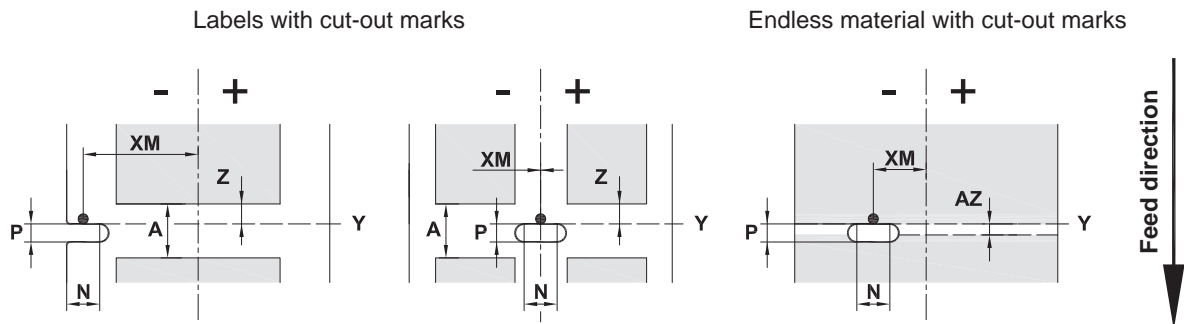 Labels with cut-out marks
Endless material with cut-out marks
- +
XM
Z
P
A
Y
N
- +
XM
Z
A
P
Y
N
- +
XM
AZ
P
Y
N
Feed direction